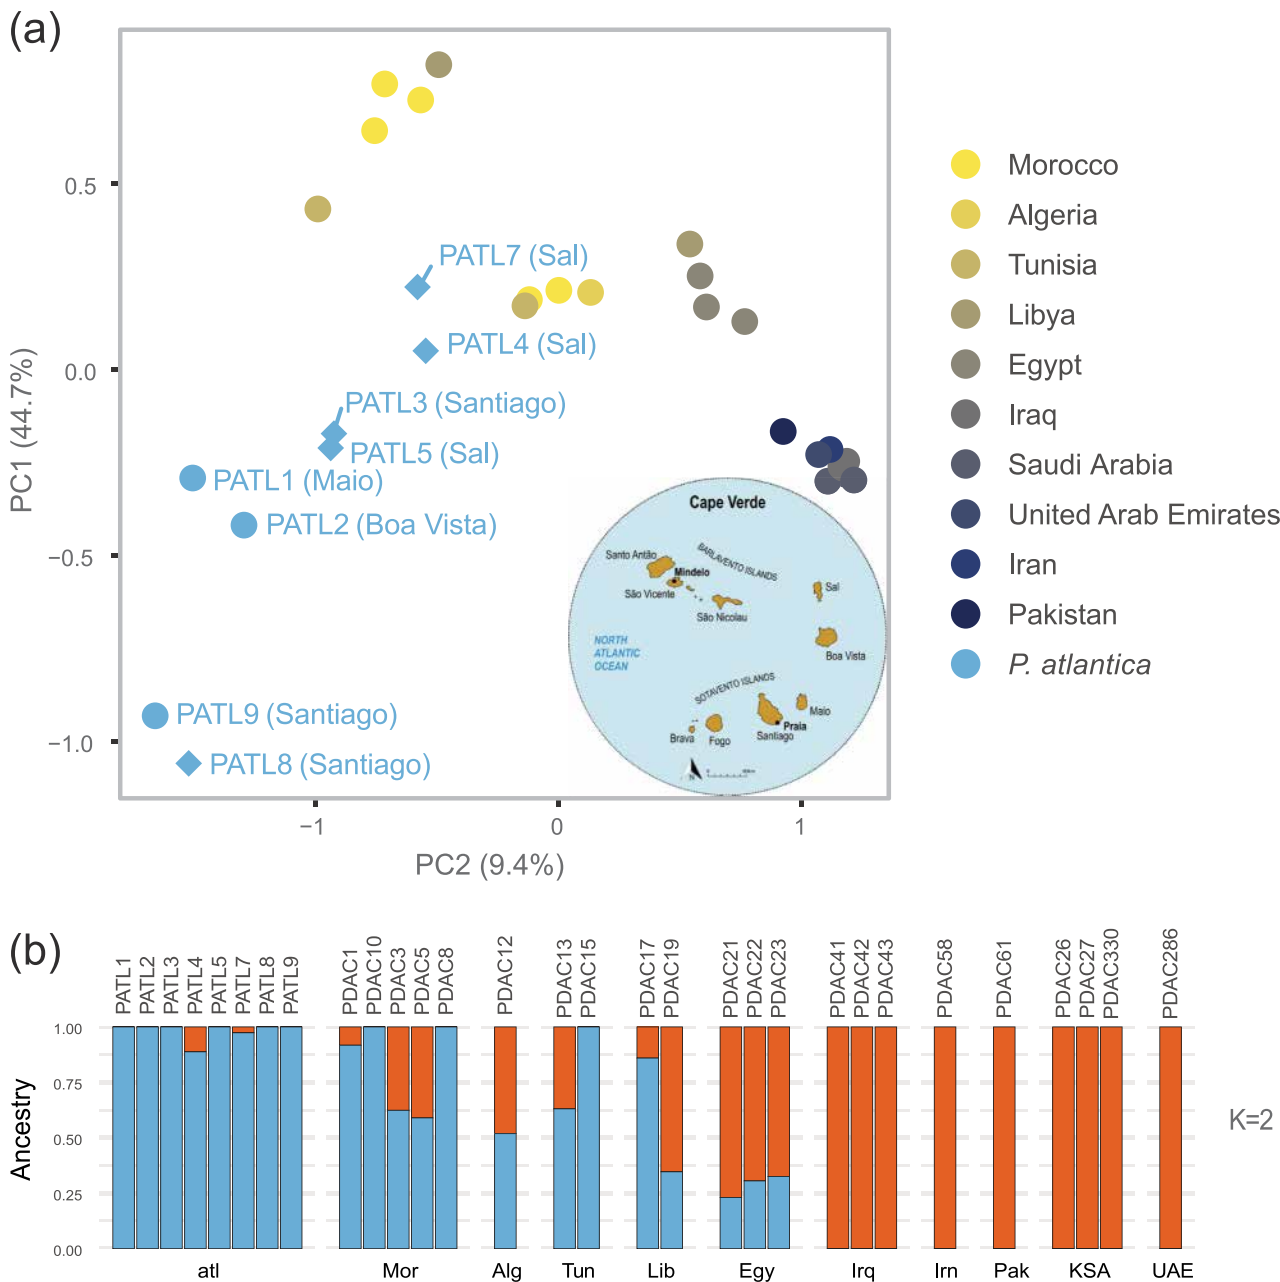 (a)
Morocco
Algeria
Tunisia
Libya
Egypt
Iraq
Saudi Arabia
United Arab Emirates
Iran
Pakistan
P. atlantica
PC1 (44.7%)
0.5
0.0
−0.5
−1.0
PATL7 (Sal)
PATL4 (Sal)
PATL3 (Santiago)
PATL5 (Sal)
PATL1 (Maio)
PATL2 (Boa Vista)
PATL9 (Santiago)
PATL8 (Santiago)
Cape Verde
Santo Antão
Mindelo
BARLAVENTO ISLANDS
São Vicente
São Nicolau
Sal
Boa Vista
NORTH
ATLANTIC
OCEAN
SOTAVENTO ISLANDS
Brava
Fogo
Santiago
Praia
Maio
N
−1
0
1
PC2 (9.4%)
(b)
PATL1
PATL2
PATL3
PATL4
PATL5
PATL7
PATL8
PATL9
PDAC1
PDAC10
PDAC3
PDAC5
PDAC8
PDAC12
PDAC13
PDAC15
PDAC17
PDAC19
PDAC21
PDAC22
PDAC23
PDAC41
PDAC42
PDAC43
PDAC58
PDAC61
PDAC26
PDAC27
PDAC330
PDAC286
Ancestry
1.00
0.75
0.50
0.25
0.00
K=2
atl
Mor
Alg
Tun
Lib
Egy
Irq
Irn
Pak
KSA
UAE